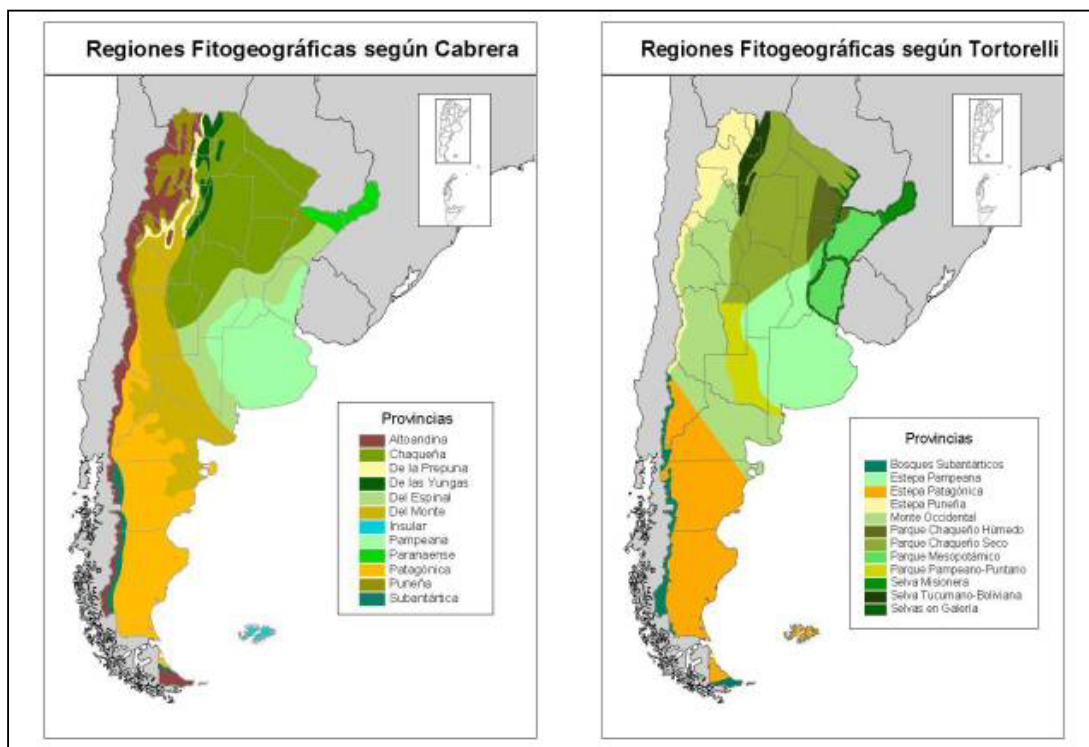 Regiones Fitogeográficas según Cabrera
Provincias
Altoandina
Chaqueña
De la Prepuna
De las Yungas
Del Espinal
Del Monte
Insular
Pampeana
Paranaense
Patagónica
Puneña
Subantártica
Regiones Fitogeográficas según Tortorelli
Provincias
Bosques Subantárticos
Estepa Pampeana
Estepa Patagónica
Estepa Puneña
Monte Occidental
Parque Chaqueño Húmedo
Parque Chaqueño Seco
Parque Mesopotámico
Parque Pampeano-Puntano
Selva Misionera
Selva Tucumano-Boliviana
Selvas en Galería